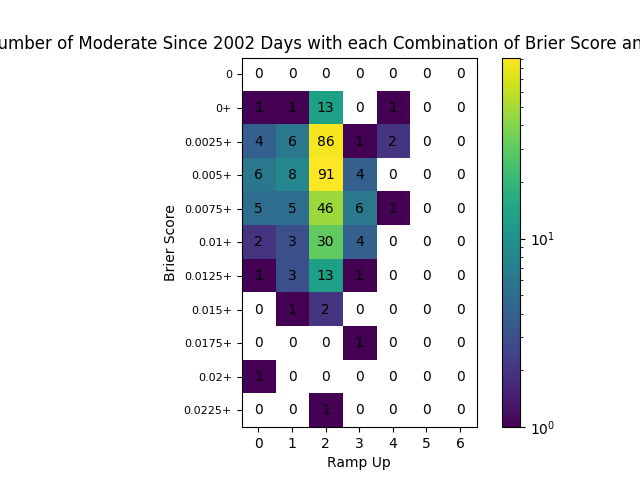 umber of Moderate Since 2002 Days with each Combination of Brier Score an
0 0 0 0 0 0 0 0
0+ 1 1 13 0 1 0 0
0.0025+ 4 6 86 1 2 0 0
0.005+ 6 8 91 4 0 0 0
0.0075+ 5 5 46 6 1 0 0
0.01+ 2 3 30 4 0 0 0
0.0125+ 1 3 13 1 0 0 0
0.015+ 0 1 2 0 0 0 0
0.0175+ 0 0 0 1 0 0 0
0.02+ 1 0 0 0 0 0 0
0.0225+ 0 0 1 0 0 0 0
0 1 2 3 4 5 6
Ramp Up
Brier Score
10¹
10⁰